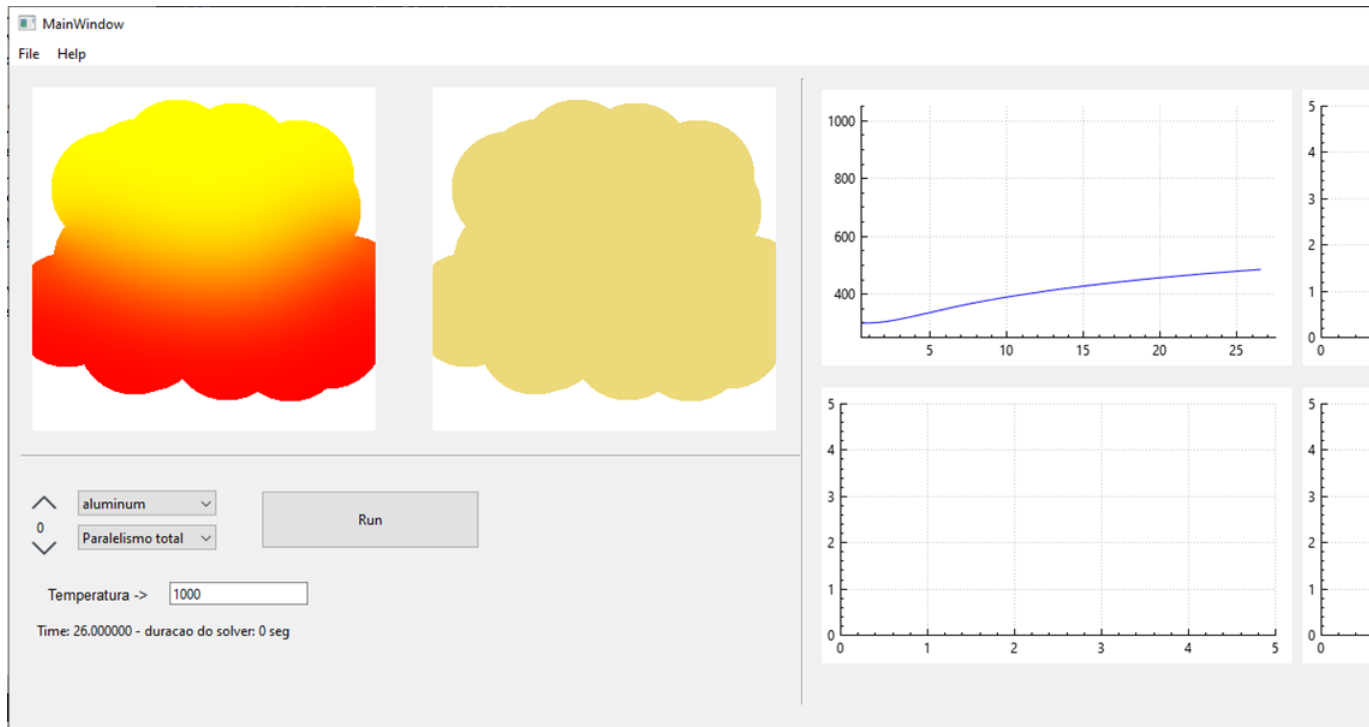 MainWindow
File Help
aluminum
0
Paralelismo total
Run
Temperatura -> 1000
Time: 26.000000 - duracao do solver: 0 seg
1000
800
600
400
5 10 15 20 25
5
4
3
2
1
0
0
5
4
3
2
1
0
0 1 2 3 4 5
5
4
3
2
1
0
0